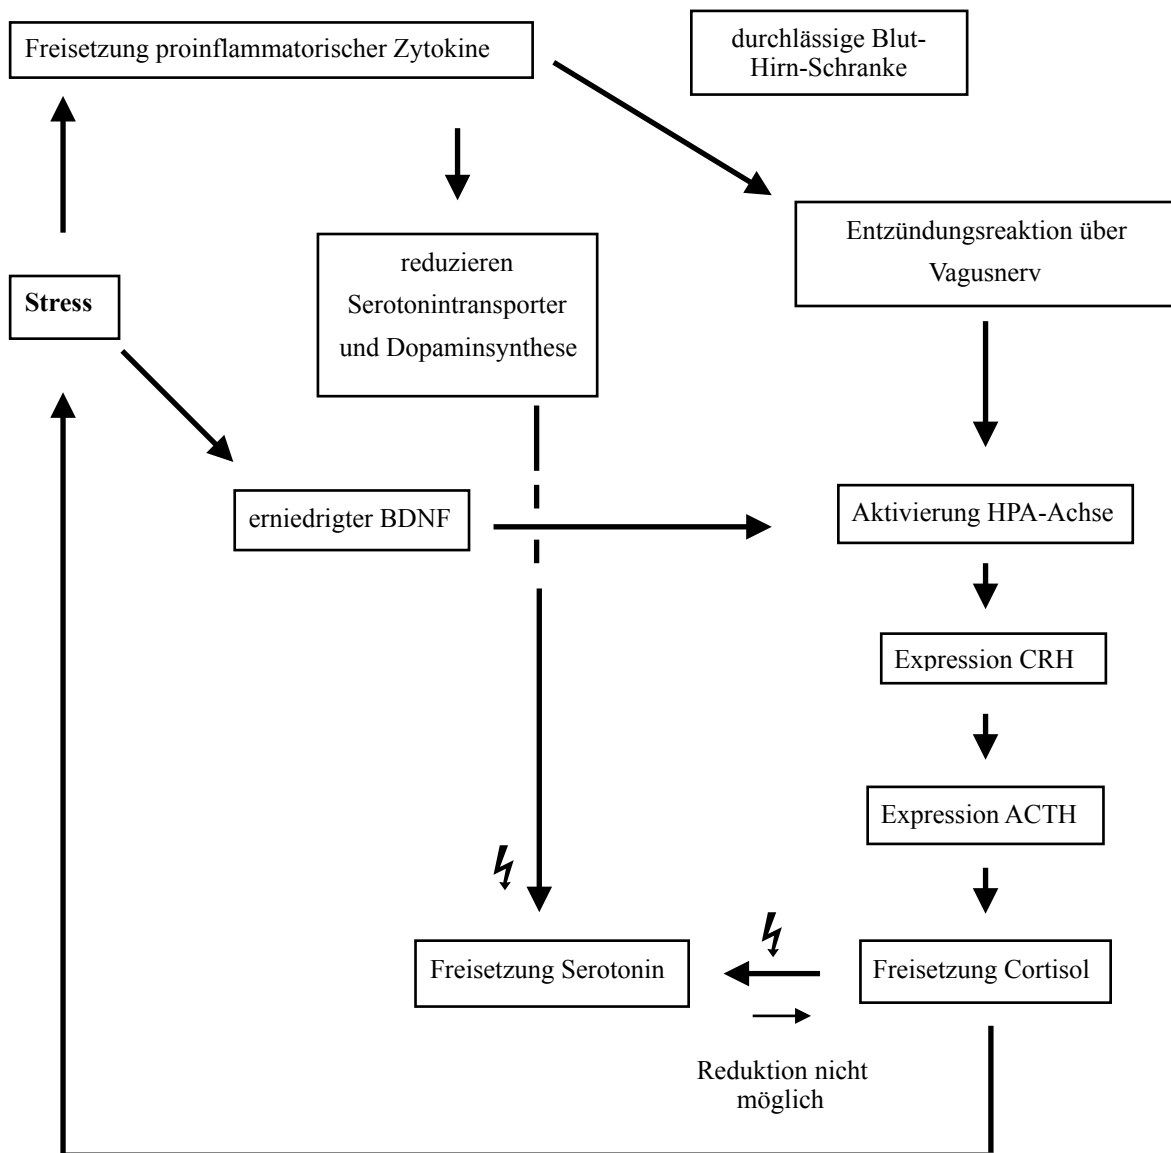 Freisetzung proinflammatorischer Zytokine
durchlässige Blut-
Hirn-Schranke
Entzündungsreaktion über
Vagusnerv
reduzieren
Serotonintransporter
und Dopaminsynthese
Stress
erniedrigter BDNF
Aktivierung HPA-Achse
Expression CRH
Expression ACTH
Freisetzung Serotonin
Freisetzung Cortisol
Reduktion nicht
möglich